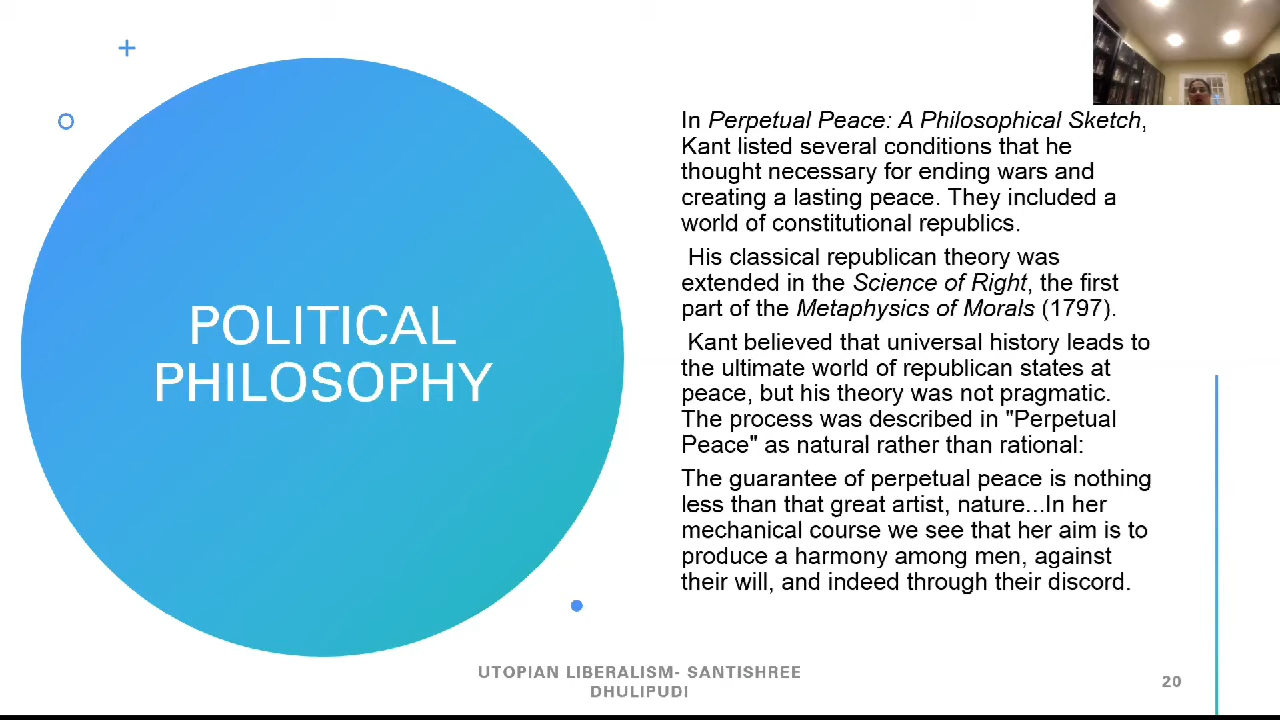 POLITICAL
PHILOSOPHY
In Perpetual Peace: A Philosophical Sketch,
Kant listed several conditions that he
thought necessary for ending wars and
creating a lasting peace. They included a
world of constitutional republics.
His classical republican theory was
extended in the Science of Right, the first
part of the Metaphysics of Morals (1797).
Kant believed that universal history leads to
the ultimate world of republican states at
peace, but his theory was not pragmatic.
The process was described in "Perpetual
Peace" as natural rather than rational:
The guarantee of perpetual peace is nothing
less than that great artist, nature...In her
mechanical course we see that her aim is to
produce a harmony among men, against
their will, and indeed through their discord.
UTOPIAN LIBERALISM- SANTISHREE
DHULIPUDI
20